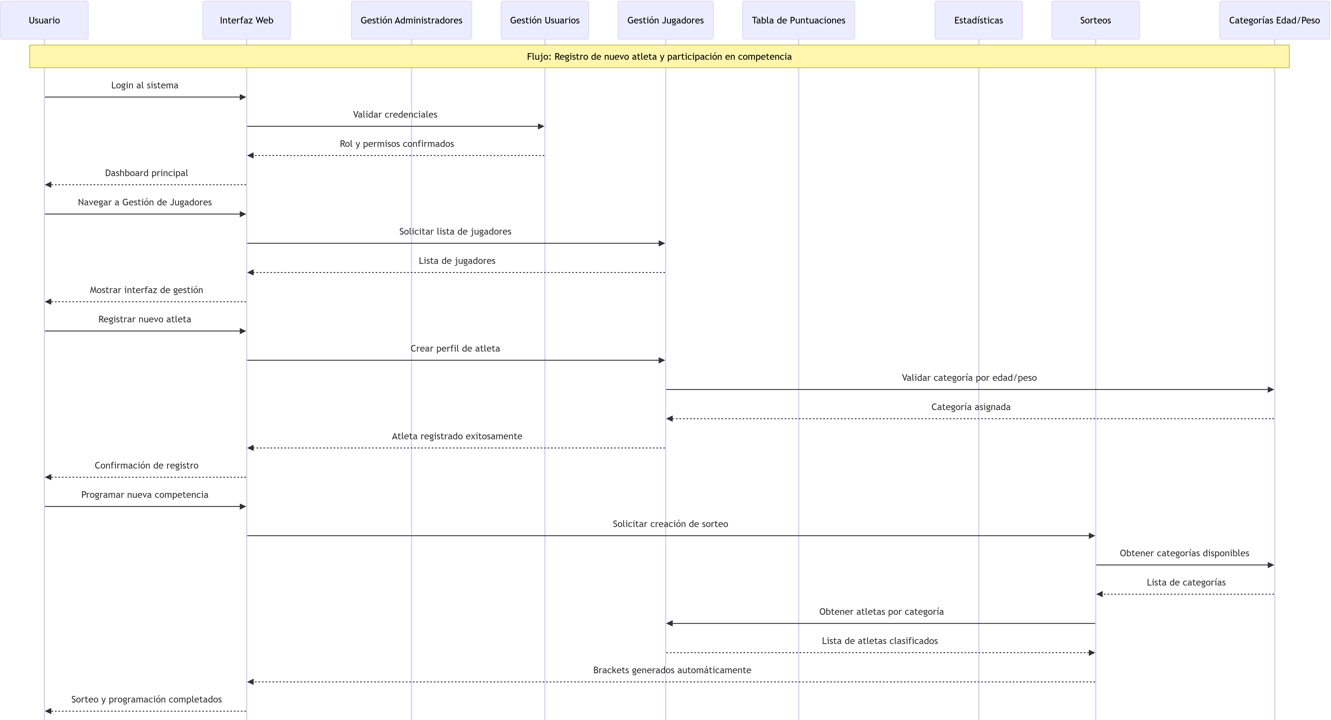 Usuario
Interfaz Web
Gestión Administradores
Gestión Usuarios
Gestión Jugadores
Tabla de Puntuaciones
Estadísticas
Sorteos
Categorías Edad/Peso
Flujo: Registro de nuevo atleta y participación en competencia
Login al sistema
Validar credenciales
Rol y permisos confirmados
Dashboard principal
Navegar a Gestión de Jugadores
Solicitar lista de jugadores
Lista de jugadores
Mostrar interfaz de gestión
Registrar nuevo atleta
Crear perfil de atleta
Validar categoría por edad/peso
Categoría asignada
Atleta registrado exitosamente
Confirmación de registro
Programar nueva competencia
Solicitar creación de sorteo
Obtener categorías disponibles
Lista de categorías
Obtener atletas por categoría
Lista de atletas clasificados
Brackets generados automáticamente
Sorteo y programación completados